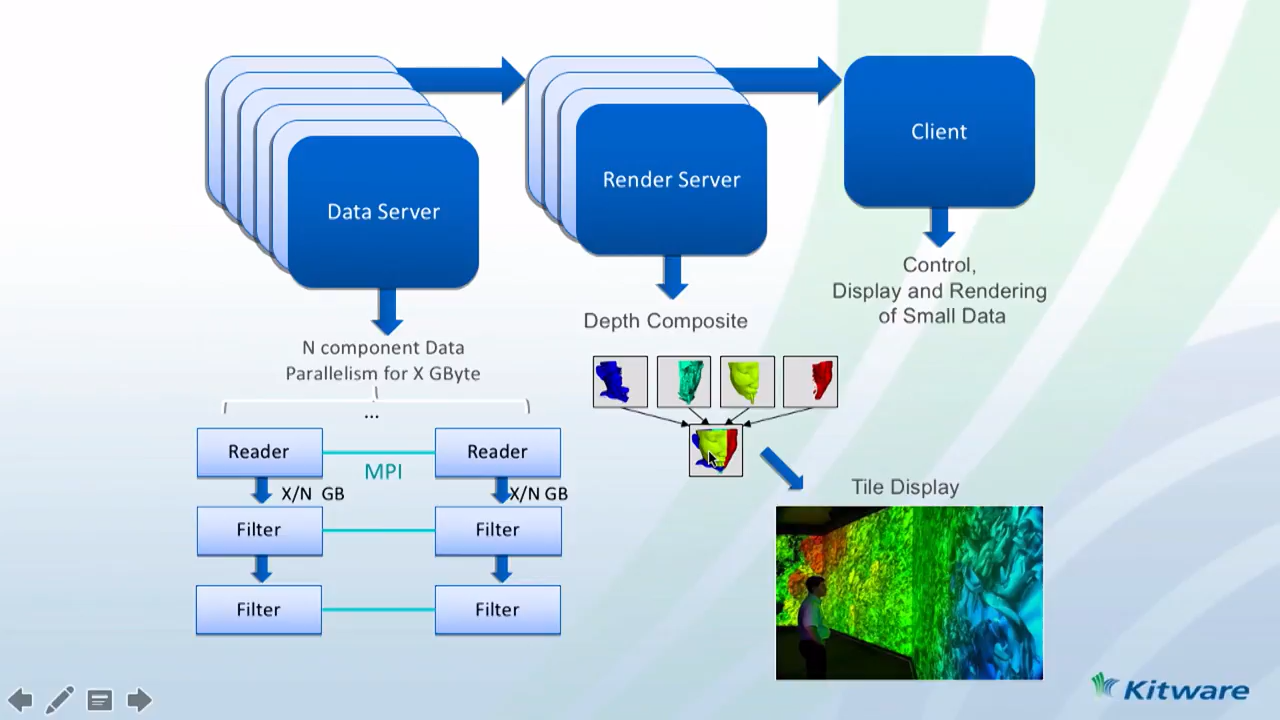 Data Server
Render Server
Client
N component Data
Parallelism for X GByte
...
Reader
MPI
Reader
X/N GB
X/N GB
Filter
Filter
Filter
Filter
Depth Composite
Control,
Display and Rendering
of Small Data
Tile Display
Kitware